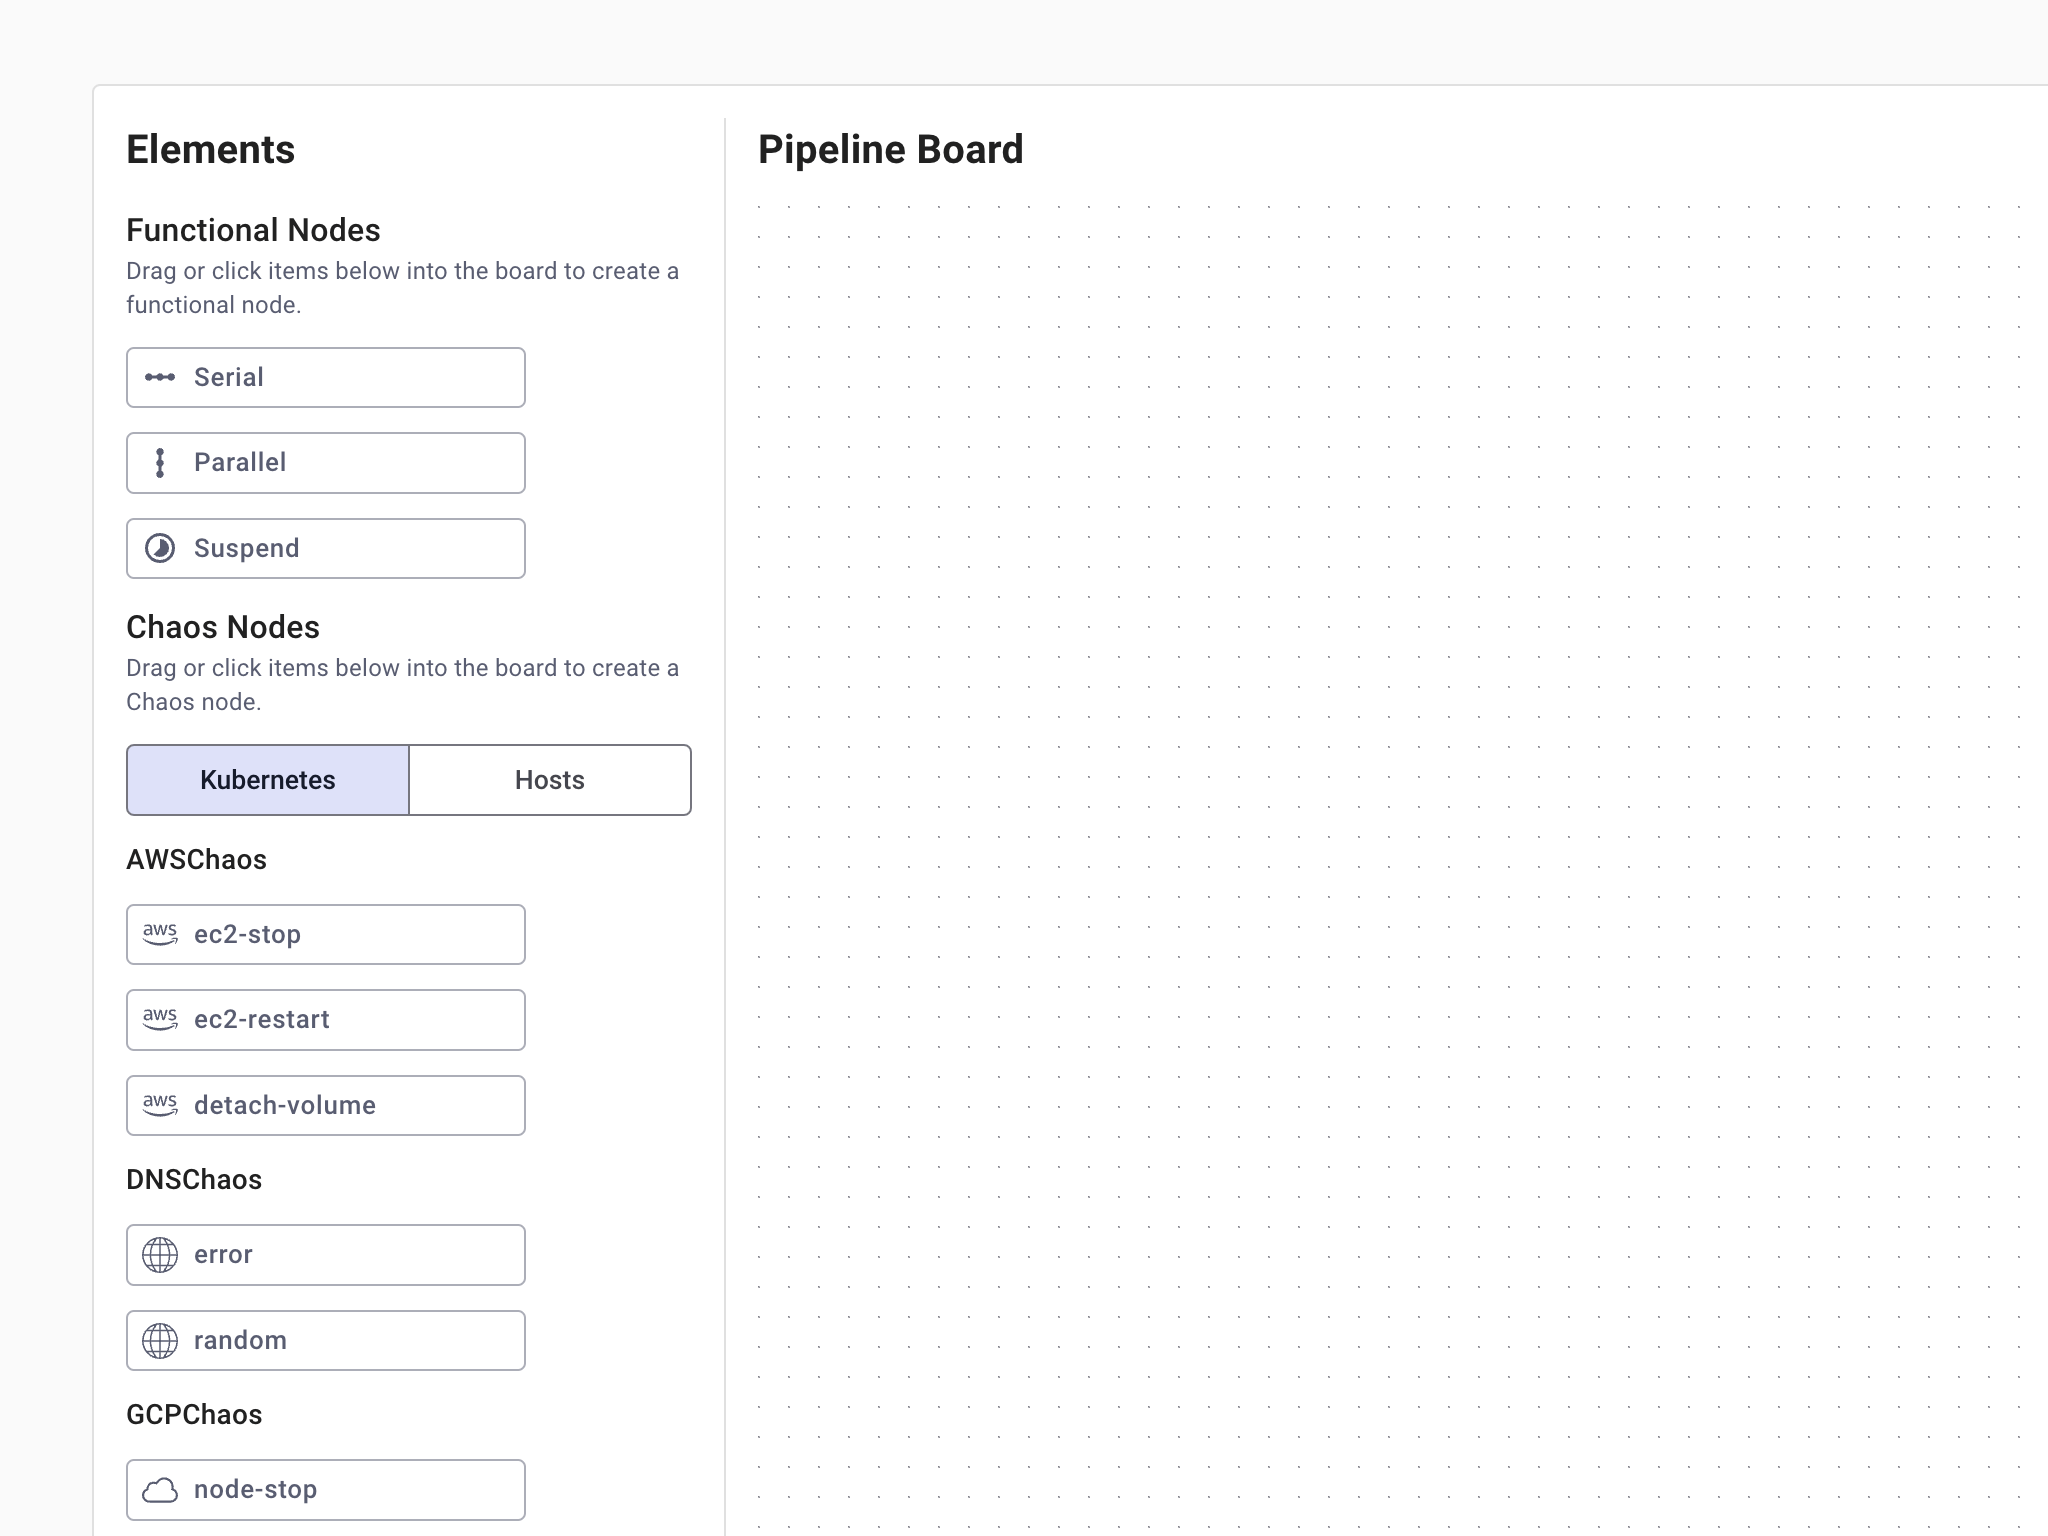 Elements
Functional Nodes
Drag or click items below into the board to create a
functional node.
Serial
Parallel
Suspend
Chaos Nodes
Drag or click items below into the board to create a
Chaos node.
Kubernetes
Hosts
AWSChaos
aws ec2-stop
aws ec2-restart
aws detach-volume
DNSChaos
error
random
GCPChaos
node-stop
Pipeline Board